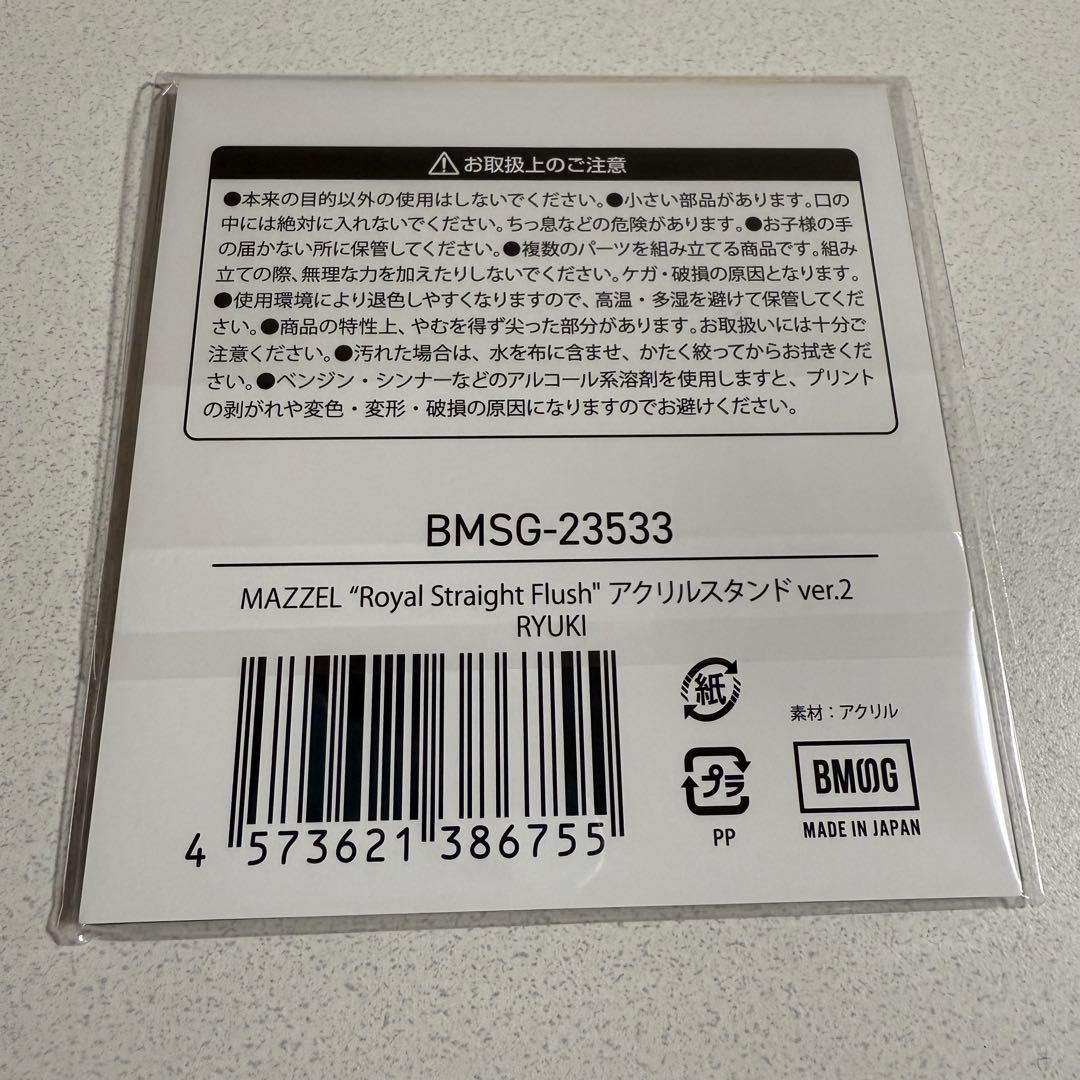 ⚠お取扱上のご注意
●本来の目的以外の使用はしないでください。●小さい部品があります。口の
中には絶対に入れないでください。ちっ息などの危険があります。●お子様の手
の届かない所に保管してください。●複数のパーツを組み立てる商品です。組み
立ての際、無理な力を加えたりしないでください。ケガ・破損の原因となります。
●使用環境により退色しやすくなりますので、高温・多湿を避けて保管してくだ
さい。●商品の特性上、やむを得ず尖った部分があります。お取扱いには十分ご
注意ください。●汚れた場合は、水を布に含ませ、かたく絞ってからお拭きくだ
さい。●ベンジン・シンナーなどのアルコール系溶剤を使用しますと、プリント
の剥がれや変色・変形・破損の原因になりますのでお避けください。
BMSG-23533
MAZZEL “Royal Straight Flush" アクリルスタンド ver.2
RYUKI
4 573621 386755
紙
プラ
PP
素材：アクリル
BMSG
MADE IN JAPAN